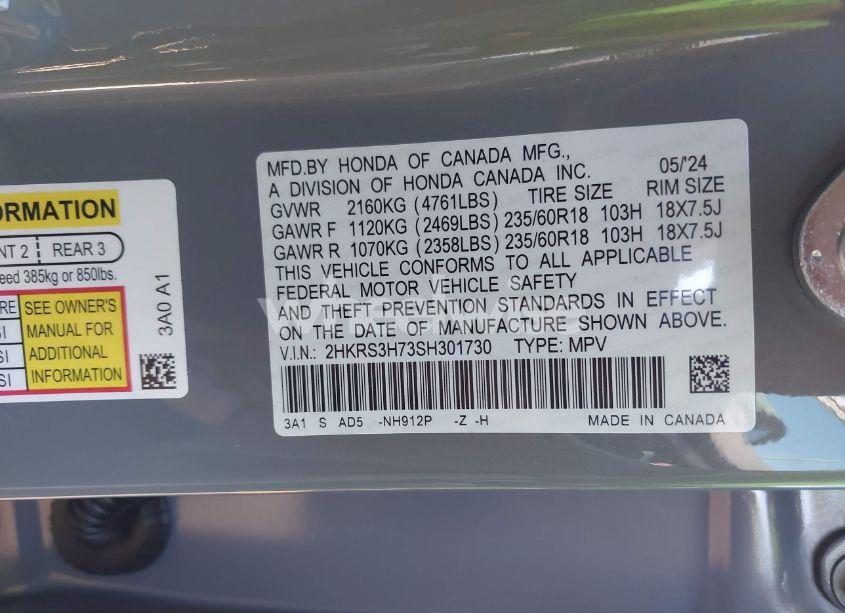 ORMATION
NT 2 REAR 3
eed 385kg or 850lbs.
RE SEE OWNER'S
SI MANUAL FOR
SI ADDITIONAL
SI INFORMATION
3A0 A1
MFD.BY HONDA OF CANADA MFG., 05/'24
A DIVISION OF HONDA CANADA INC. TIRE SIZE RIM SIZE
GVWR 2160KG (4761LBS)
GAWR F 1120KG (2469LBS) 235/60R18 103H 18X7.5J
GAWR R 1070KG (2358LBS) 235/60R18 103H 18X7.5J
THIS VEHICLE CONFORMS TO ALL APPLICABLE
FEDERAL MOTOR VEHICLE SAFETY
AND THEFT PREVENTION STANDARDS IN EFFECT
ON THE DATE OF MANUFACTURE SHOWN ABOVE.
V.I.N.: 2HKRS3H73SH301730 TYPE: MPV
3A1 S AD5 -NH912P -Z -H MADE IN CANADA